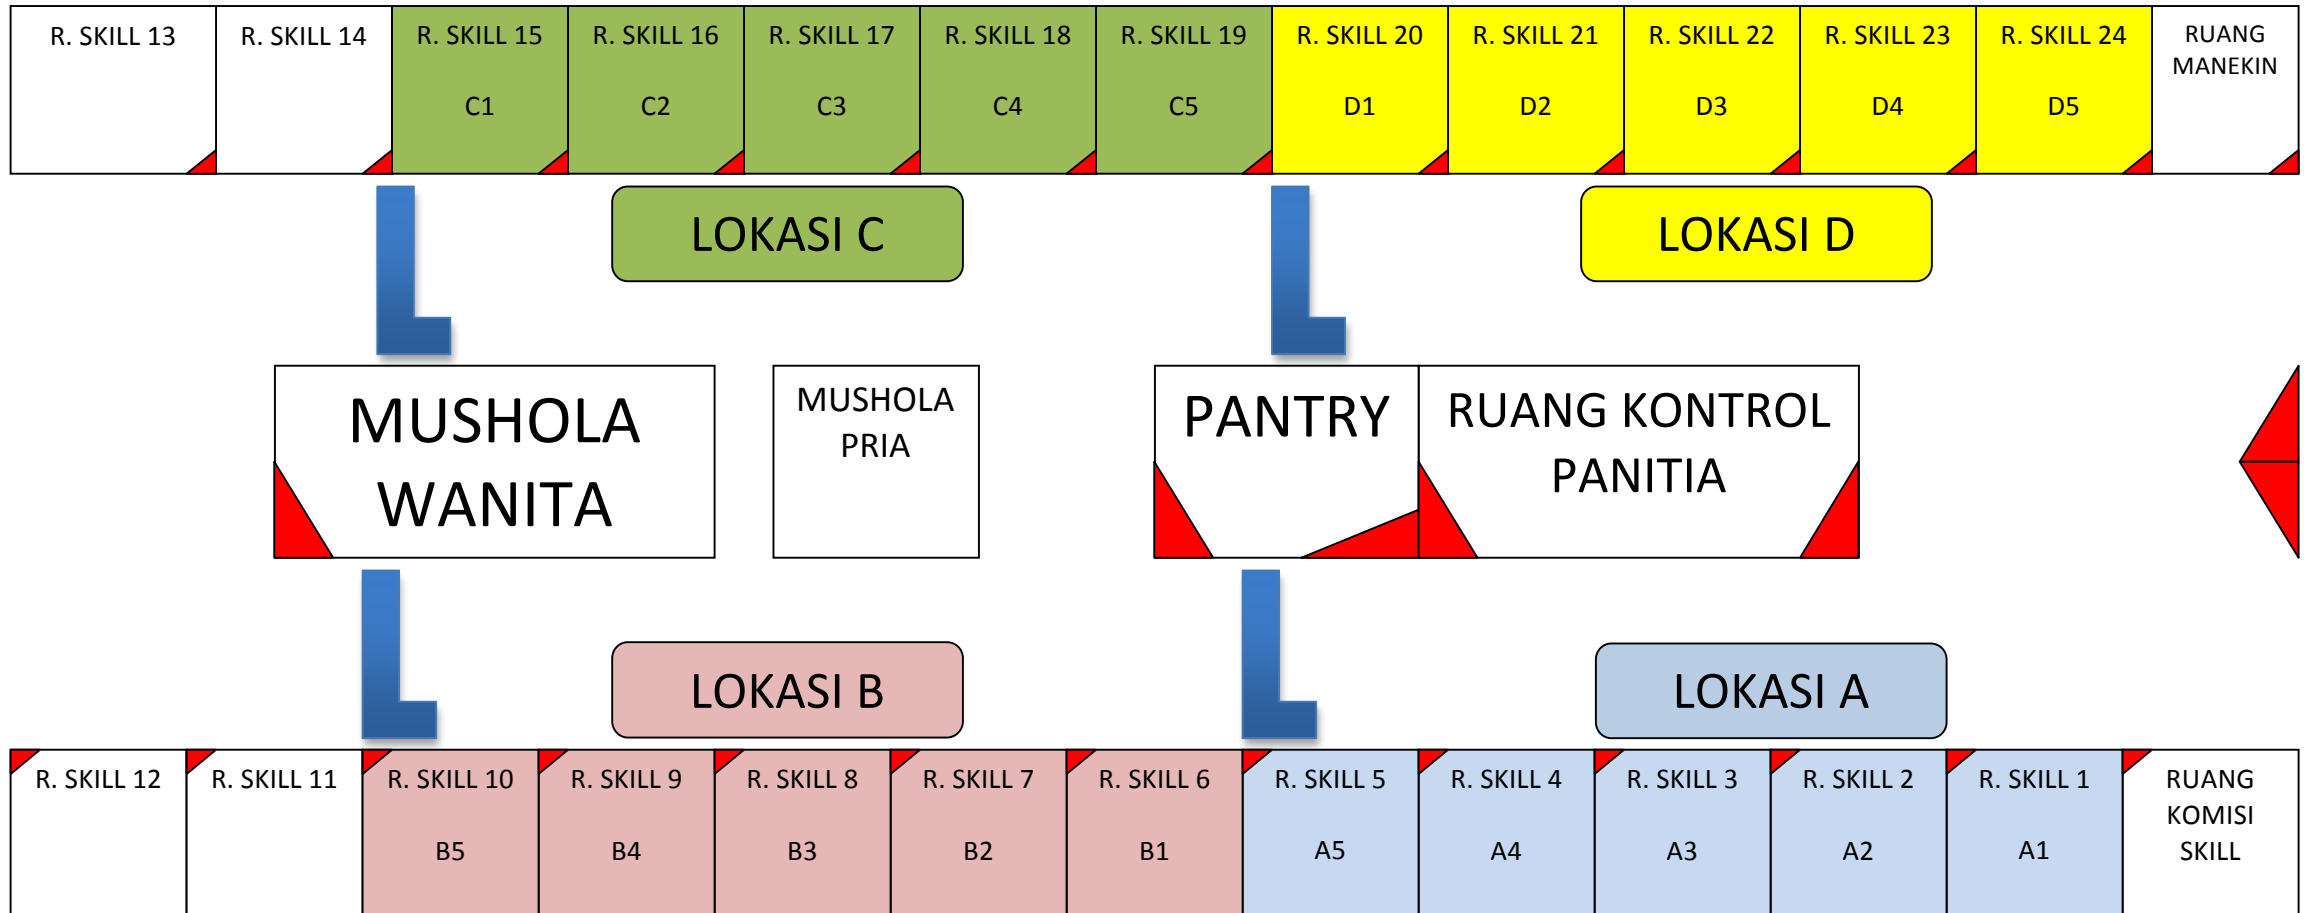 R. SKILL 13
R. SKILL 14
R. SKILL 15
C1
R. SKILL 16
C2
R. SKILL 17
C3
R. SKILL 18
C4
R. SKILL 19
C5
R. SKILL 20
D1
R. SKILL 21
D2
R. SKILL 22
D3
R. SKILL 23
D4
R. SKILL 24
D5
RUANG
MANEKIN
LOKASI C
LOKASI D
MUSHOLA
WANITA
MUSHOLA
PRIA
PANTRY
RUANG KONTROL
PANITIA
LOKASI B
LOKASI A
R. SKILL 12
R. SKILL 11
R. SKILL 10
B5
R. SKILL 9
B4
R. SKILL 8
B3
R. SKILL 7
B2
R. SKILL 6
B1
R. SKILL 5
A5
R. SKILL 4
A4
R. SKILL 3
A3
R. SKILL 2
A2
R. SKILL 1
A1
RUANG
KOMISI
SKILL